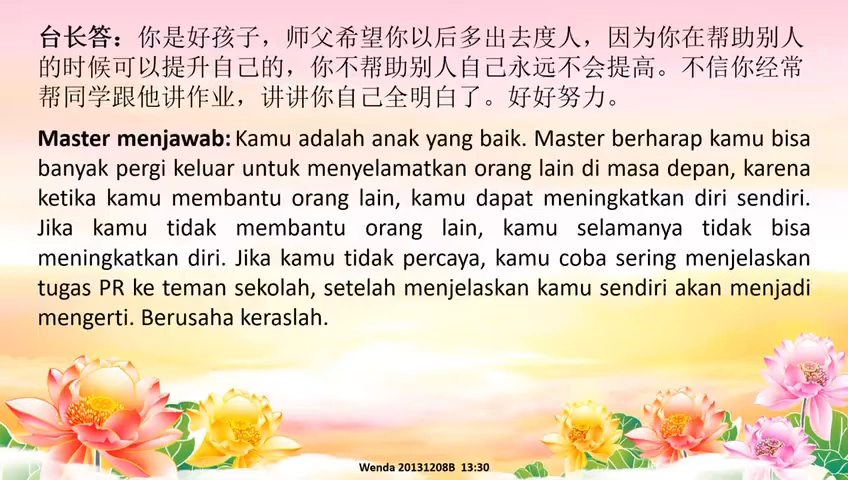 台长答：你是好孩子，师父希望你以后多出去度人，因为你在帮助别人
的时候可以提升自己的，你不帮助别人自己永远不会提高。不信你经常
帮同学跟他讲作业，讲讲你自己全明白了。好好努力。
Master menjawab: Kamu adalah anak yang baik. Master berharap kamu bisa
banyak pergi keluar untuk menyelamatkan orang lain di masa depan, karena
ketika kamu membantu orang lain, kamu dapat meningkatkan diri sendiri.
Jika kamu tidak membantu orang lain, kamu selamanya tidak bisa
meningkatkan diri. Jika kamu tidak percaya, kamu coba sering menjelaskan
tugas PR ke teman sekolah, setelah menjelaskan kamu sendiri akan menjadi
mengerti. Berusaha keraslah.
Wenda 20131208B 13:30